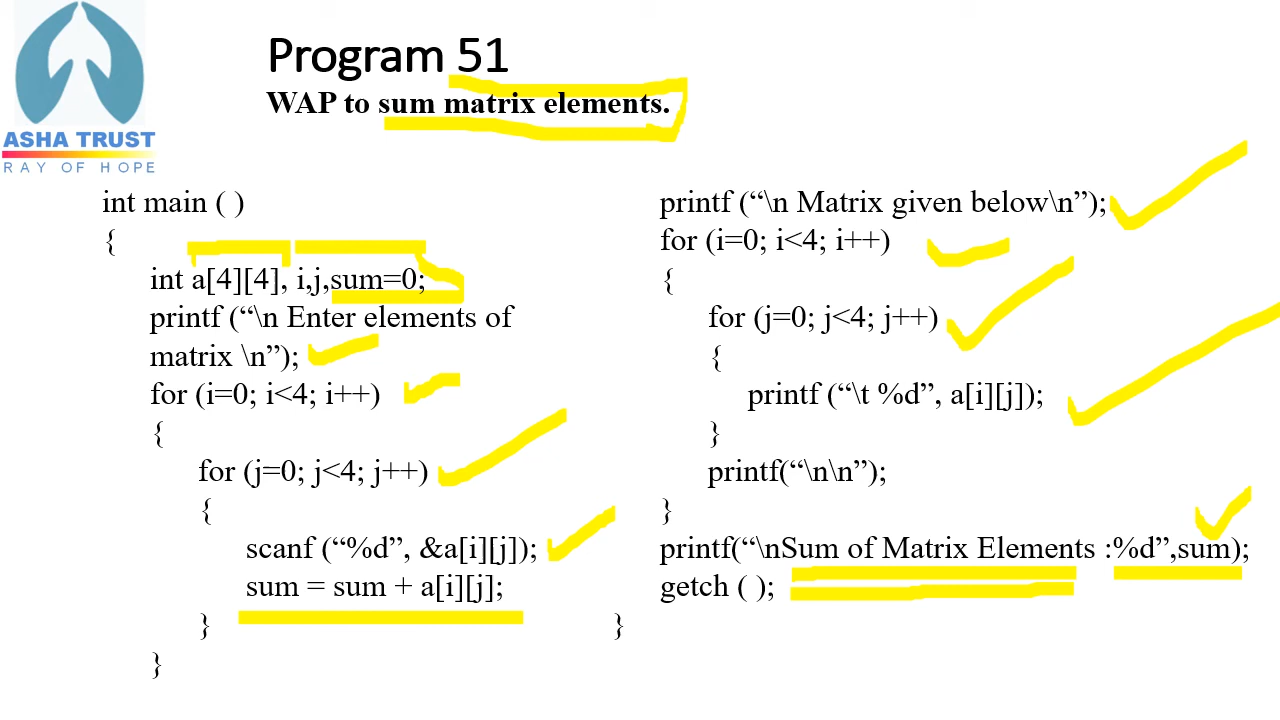 ASHA TRUST
RAY OF HOPE
Program 51
WAP to sum matrix elements.
int main ( )
{
int a[4][4], i,j,sum=0;
printf (“\n Enter elements of
matrix \n”);
for (i=0; i<4; i++)
{
for (j=0; j<4; j++)
{
scanf (“%d”, &a[i][j]);
sum = sum + a[i][j];
}
}
printf (“\n Matrix given below\n”);
for (i=0; i<4; i++)
{
for (j=0; j<4; j++)
{
printf (“\t %d”, a[i][j]);
}
printf(“\n\n”);
}
printf(“\nSum of Matrix Elements :%d”,sum);
getch ( );
}